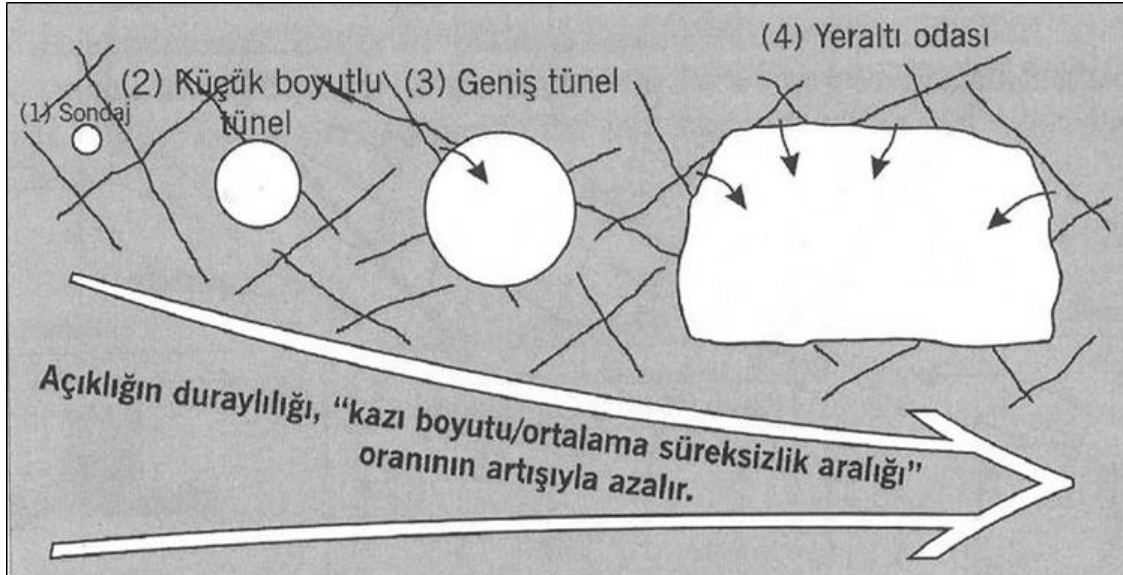 (1) Sondaj
(2) Küçük boyutlu
tünel
(3) Geniş tünel
(4) Yeraltı odası
Açıklığın duraylılığı, “kazı boyutu/ortalama süreksizlik aralığı”
oranının artışıyla azalır.